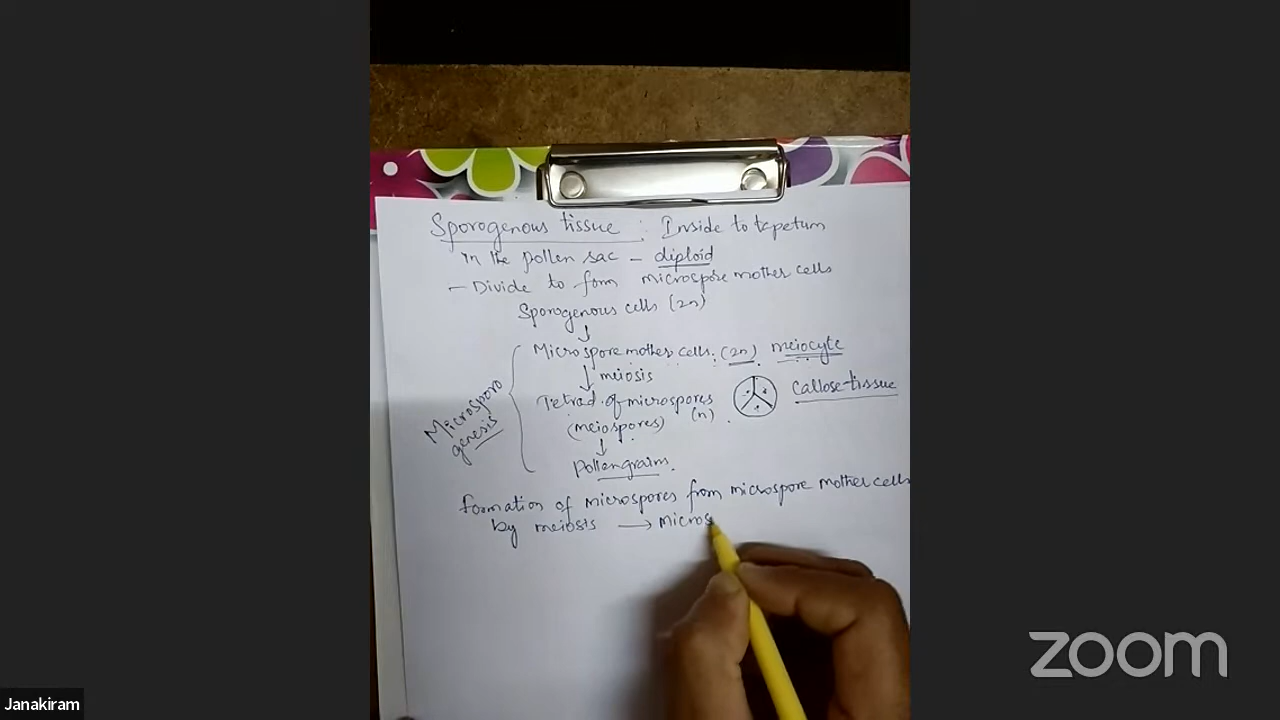 Sporogenous tissue : Inside to tapetum
in the pollen sac - diploid
- Divide to form microspore mother cells
Sporogenous cells (2n)
↓
Microspore mother cells. (2n). meiocyte
↓ meiosis
Tetrad of microspores (n).
callose-tissue
(meiospores)
↓
Pollengrains.
Microsporo
genesis
Formation of microspores from microspore mother cells
by meiosis → Micros
zoom
Janakiram